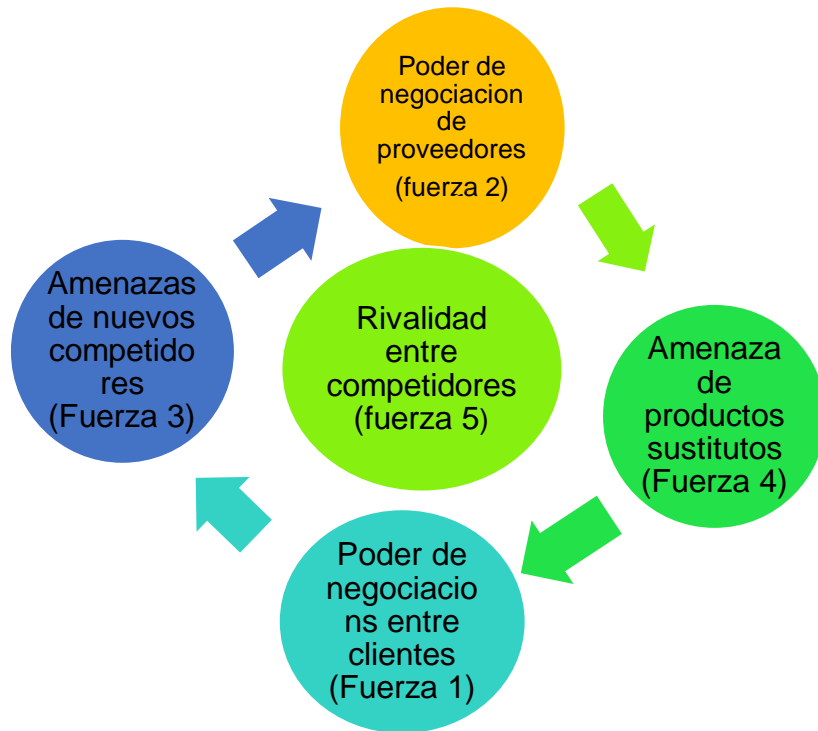 Poder de
negociacion
de
proveedores
(fuerza 2)
Amenazas
de nuevos
competido
res
(Fuerza 3)
Rivalidad
entre
competidores
(fuerza 5)
Amenaza
de
productos
sustitutos
(Fuerza 4)
Poder de
negociacio
ns entre
clientes
(Fuerza 1)